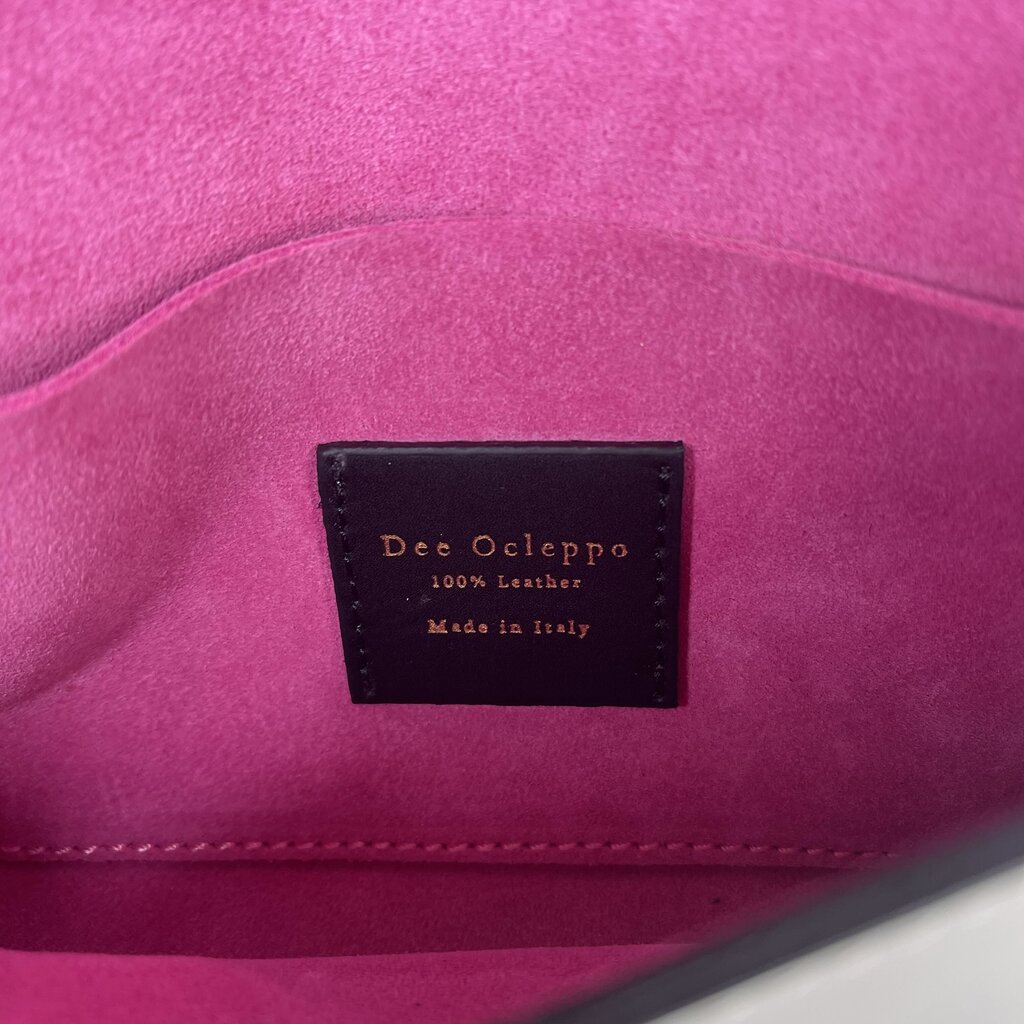 Dee Ocleppo
100% Leather
Made in Italy